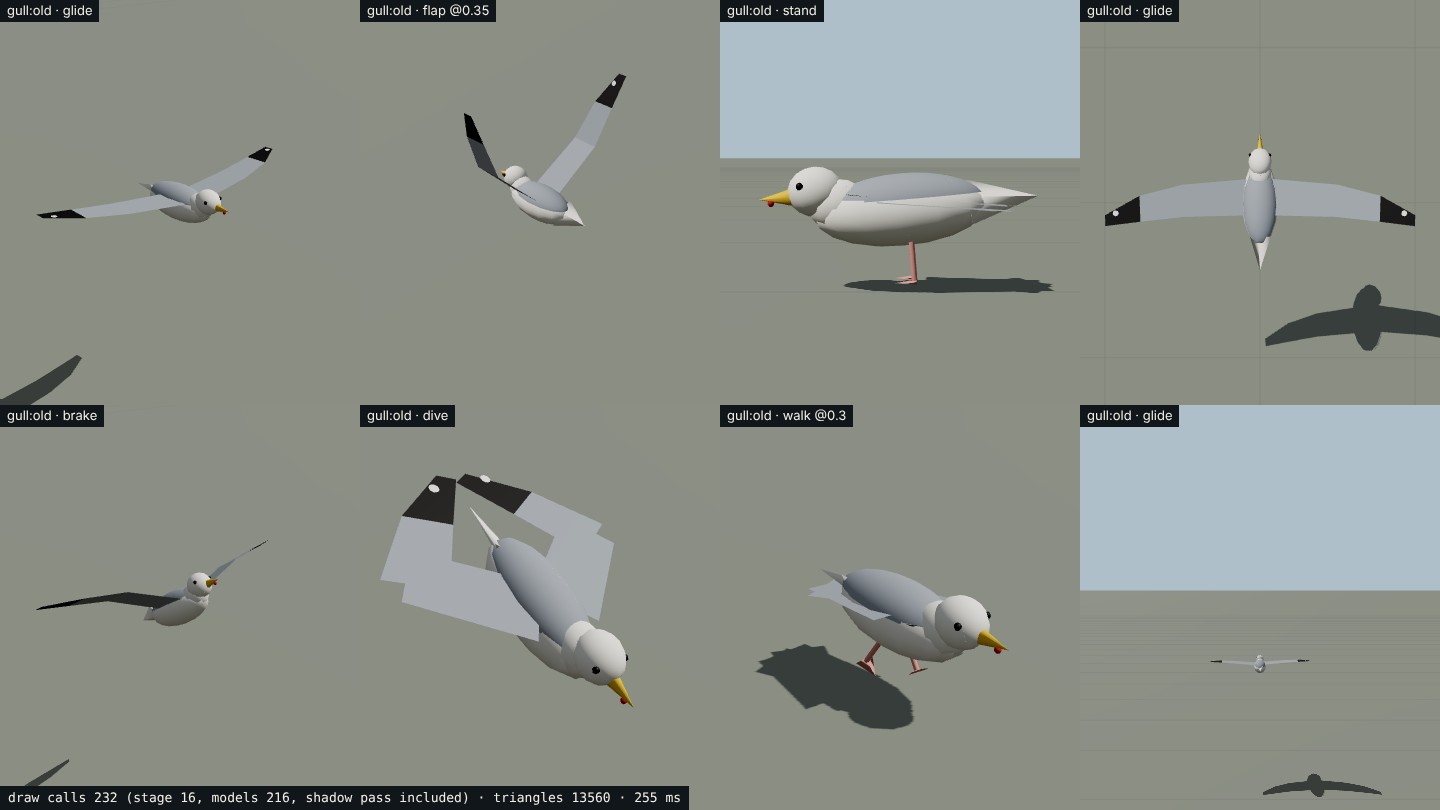 gull:old · glide
gull:old · flap @0.35
gull:old · stand
gull:old · glide
gull:old · brake
gull:old · dive
gull:old · walk @0.3
gull:old · glide
draw calls 232 (stage 16, models 216, shadow pass included) · triangles 13560 · 255 ms